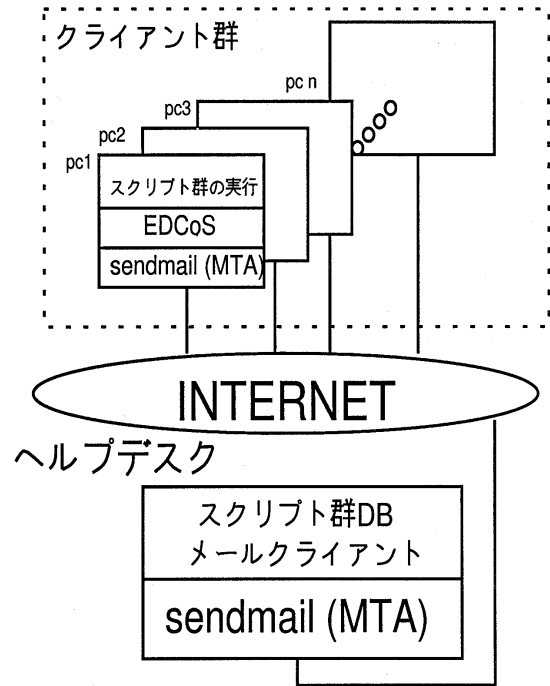 クライアント群
pc n
pc3
pc2
pc1
スクリプト群の実行
EDCoS
sendmail (MTA)
INTERNET
ヘルプデスク
スクリプト群DB
メールクライアント
sendmail (MTA)